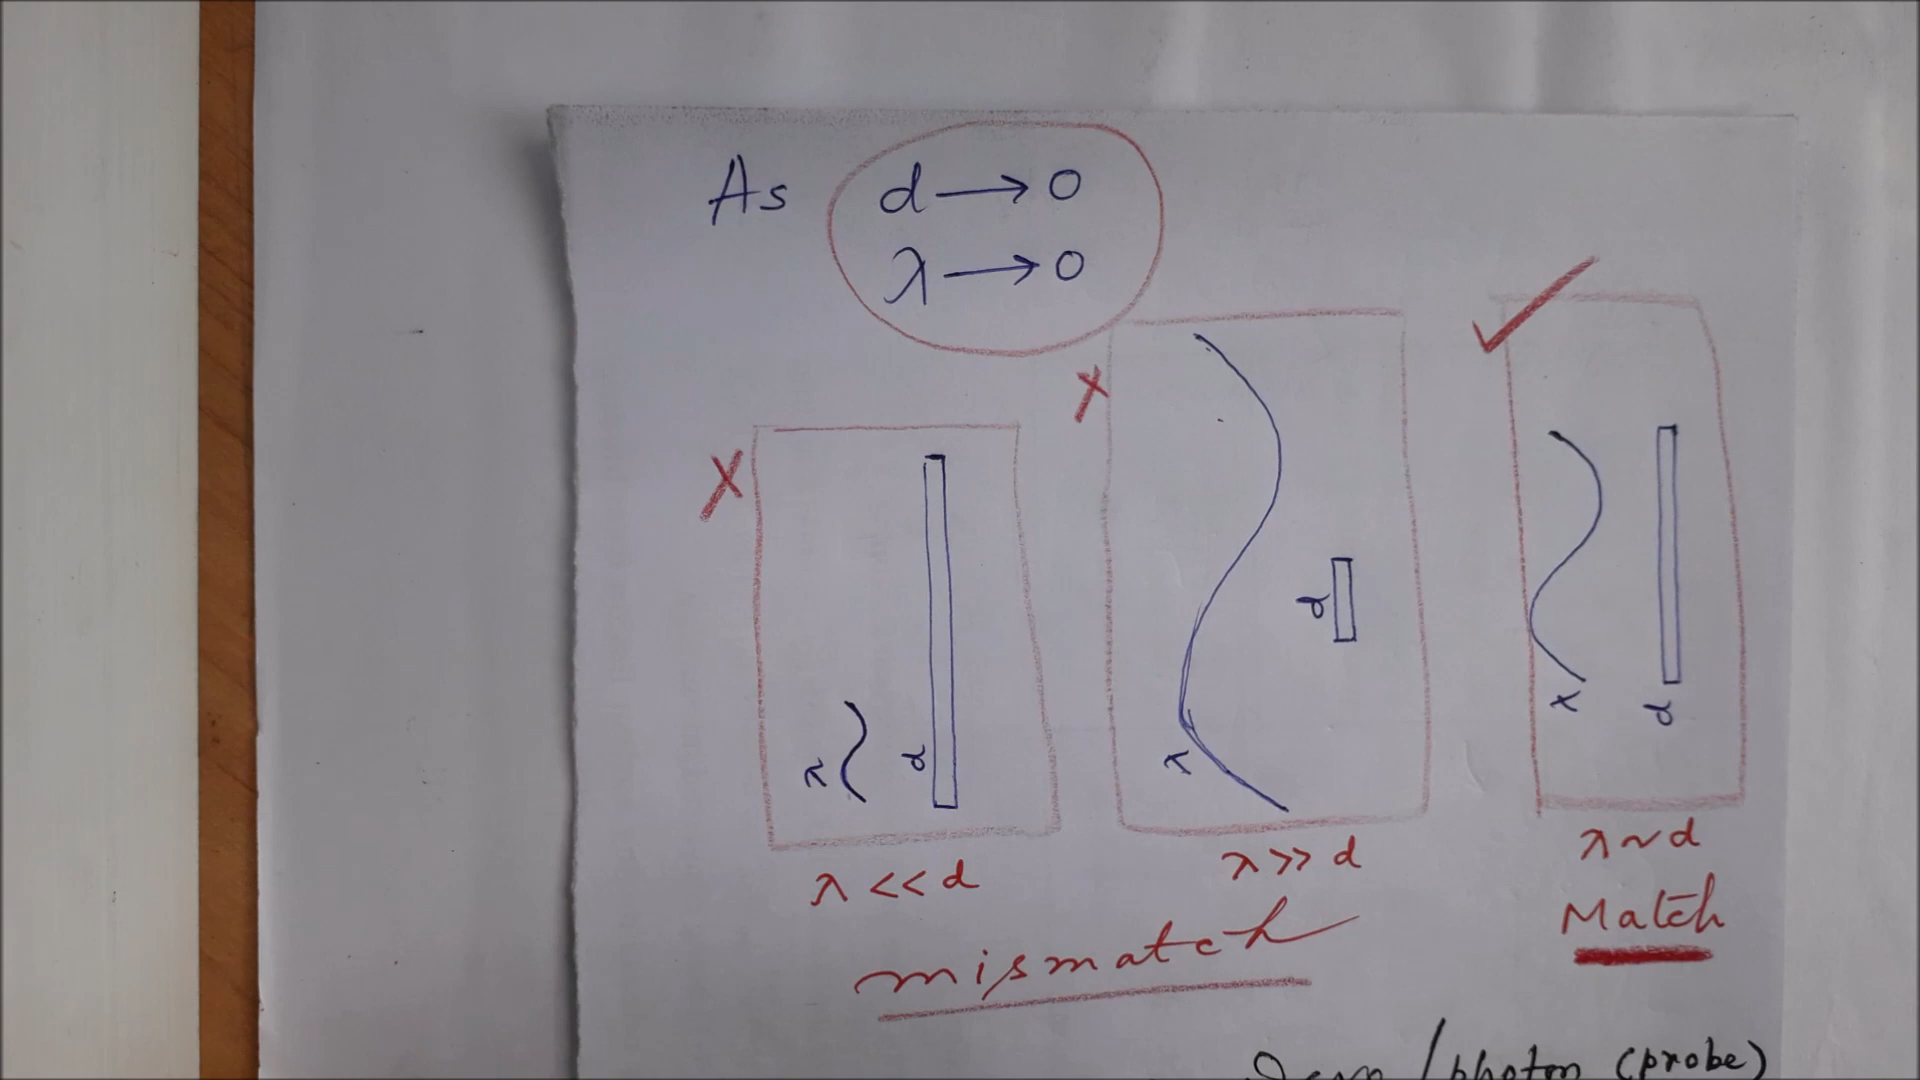 As d → 0
λ → 0
λ d
λ d
λ d
λ << d
λ >> d
λ ~ d
mismatch
Match
/photon (probe)